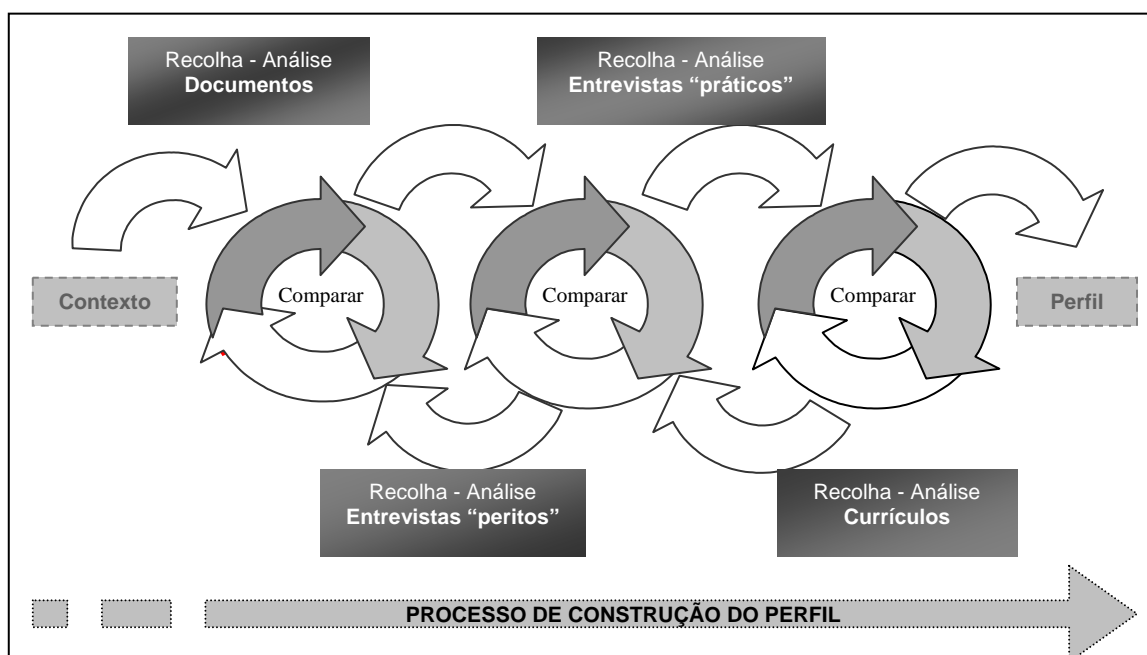 Recolha - Análise
Documentos
Recolha - Análise
Entrevistas “práticos”
Contexto
Comparar
Comparar
Comparar
Perfil
Recolha - Análise
Entrevistas “peritos”
Recolha - Análise
Currículos
PROCESSO DE CONSTRUÇÃO DO PERFIL